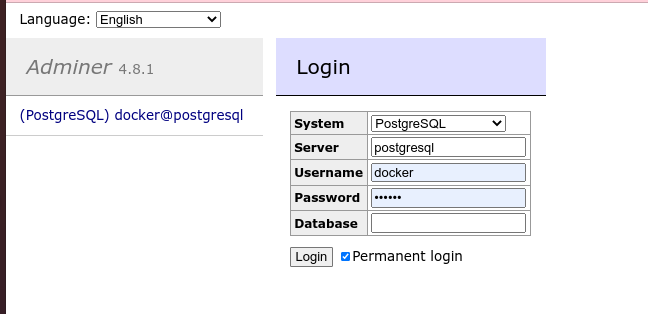 Language: English
Adminer 4.8.1
(PostgreSQL) docker@postgresql
Login
System PostgreSQL
Server postgresql
Username docker
Password ••••••
Database
Login Permanent login